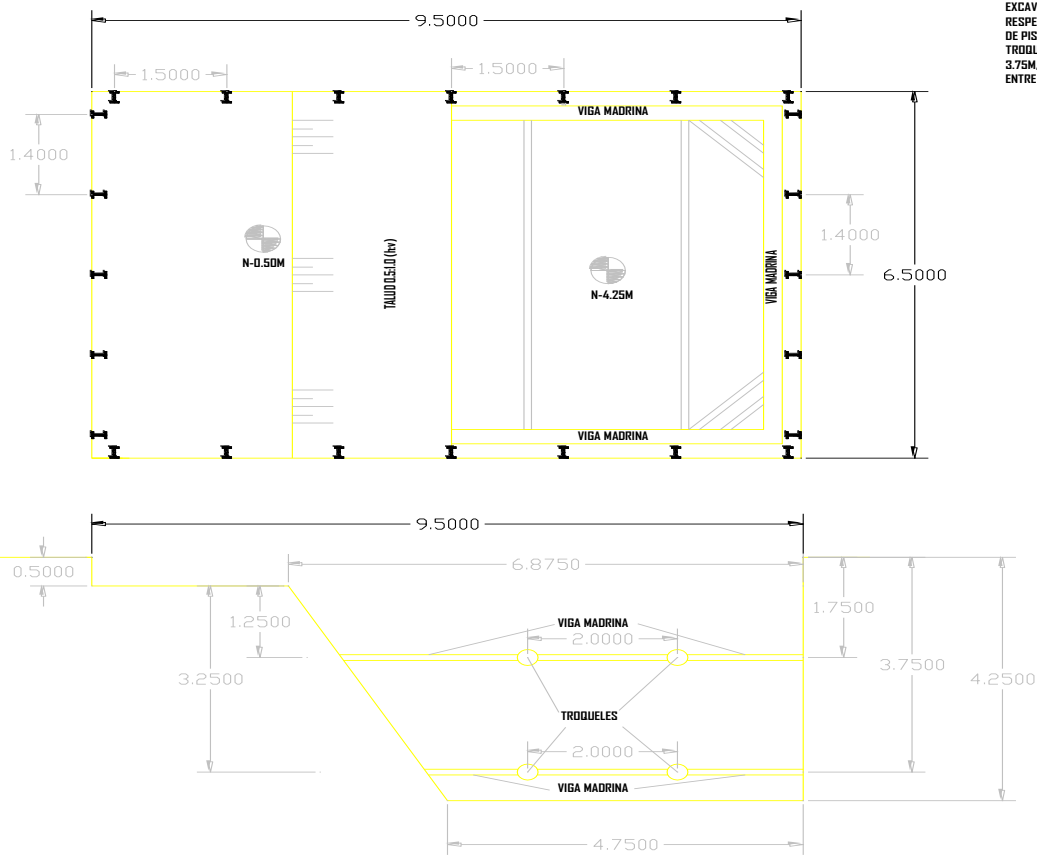 EXCAV
RESPE
DE PIS
TROQU
3.75M,
ENTRE
9.5000
1.5000
1.5000
VIGA MADRINA
1.4000
N-0.50M
TALUD 0.5:1.0 (h:v)
N-4.25M
VIGA MADRINA
1.4000
6.5000
VIGA MADRINA
9.5000
0.5000
6.8750
1.2500
VIGA MADRINA
2.0000
1.7500
3.2500
3.7500
4.2500
TROQUELES
2.0000
VIGA MADRINA
4.7500